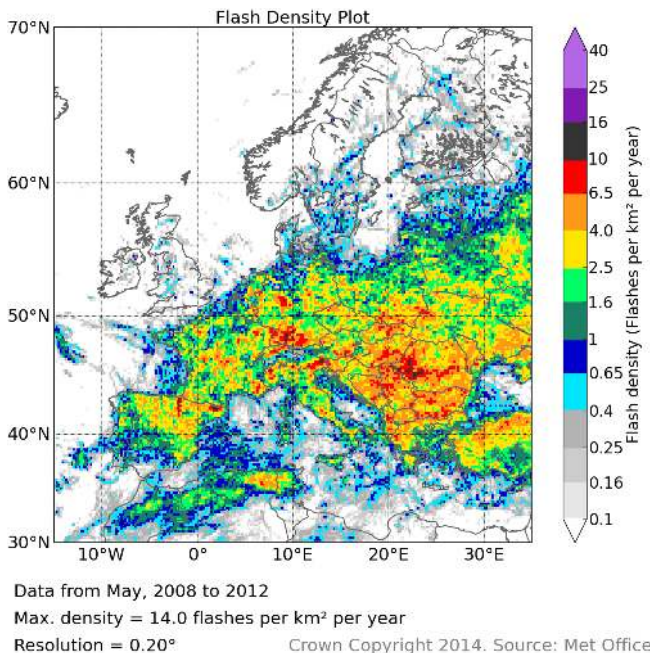 Flash Density Plot
70°N
60°N
50°N
40°N
30°N
10°W 0° 10°E 20°E 30°E
40
25
16
10
6.5
4.0
2.5
1.6
1
0.65
0.4
0.25
0.16
0.1
Flash density (Flashes per km² per year)
Data from May, 2008 to 2012
Max. density = 14.0 flashes per km² per year
Resolution = 0.20°
Crown Copyright 2014. Source: Met Office